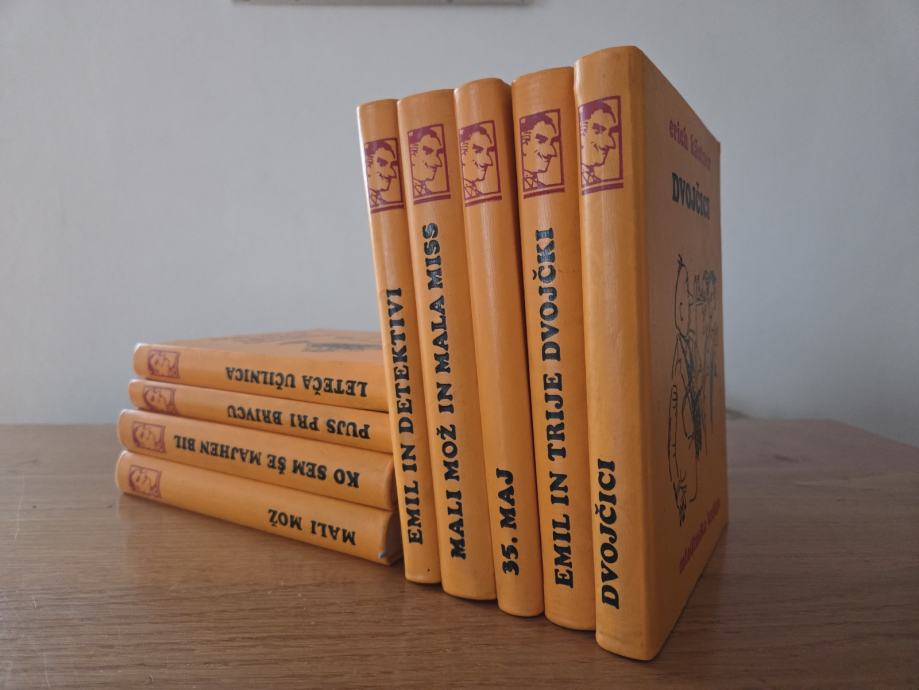 LETEČA UČILNICA
PUJS PRI BRIVCU
KO SEM ŠE MAJHEN BIL
MALI MOŽ
EMIL IN DETEKTIVI
MALI MOŽ IN MALA MISS
35. MAJ
EMIL IN TRIJE DVOJČKI
DVOJČICI
erich kästner
DVOJČICI
mladinska knjiga